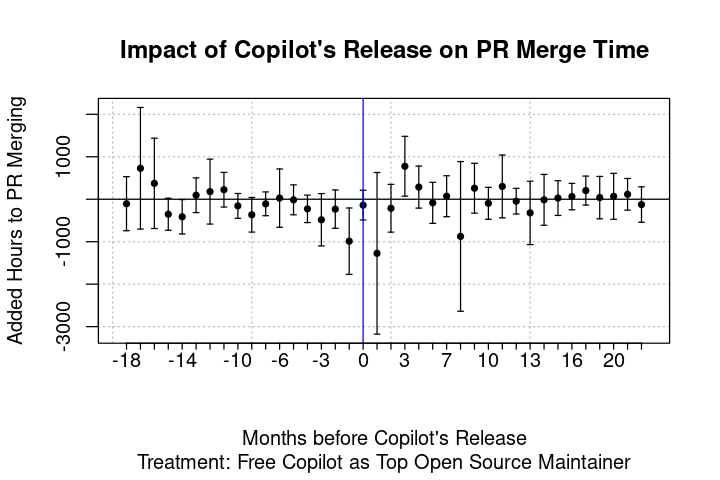 Impact of Copilot's Release on PR Merge Time
Added Hours to PR Merging
1000
-1000
-3000
-18 -14 -10 -6 -3 0 3 7 10 13 16 20
Months before Copilot's Release
Treatment: Free Copilot as Top Open Source Maintainer